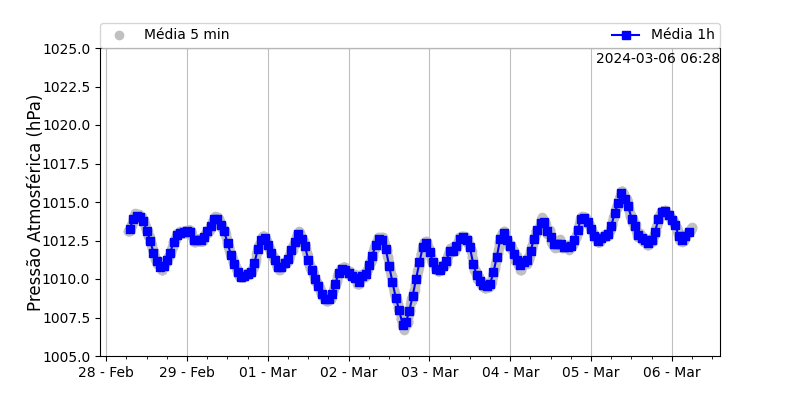 Média 5 min
Média 1h
2024-03-06 06:28
Pressão Atmosférica (hPa)
1025.0
1022.5
1020.0
1017.5
1015.0
1012.5
1010.0
1007.5
1005.0
28 - Feb
29 - Feb
01 - Mar
02 - Mar
03 - Mar
04 - Mar
05 - Mar
06 - Mar